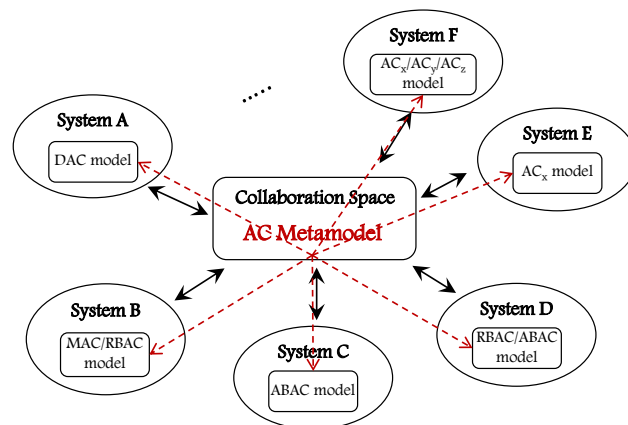 System F
ACx/ACy/ACz
model
.....
System A
DAC model
System E
ACx model
Collaboration Space
AC Metamodel
System B
MAC/RBAC
model
System C
ABAC model
System D
RBAC/ABAC
model